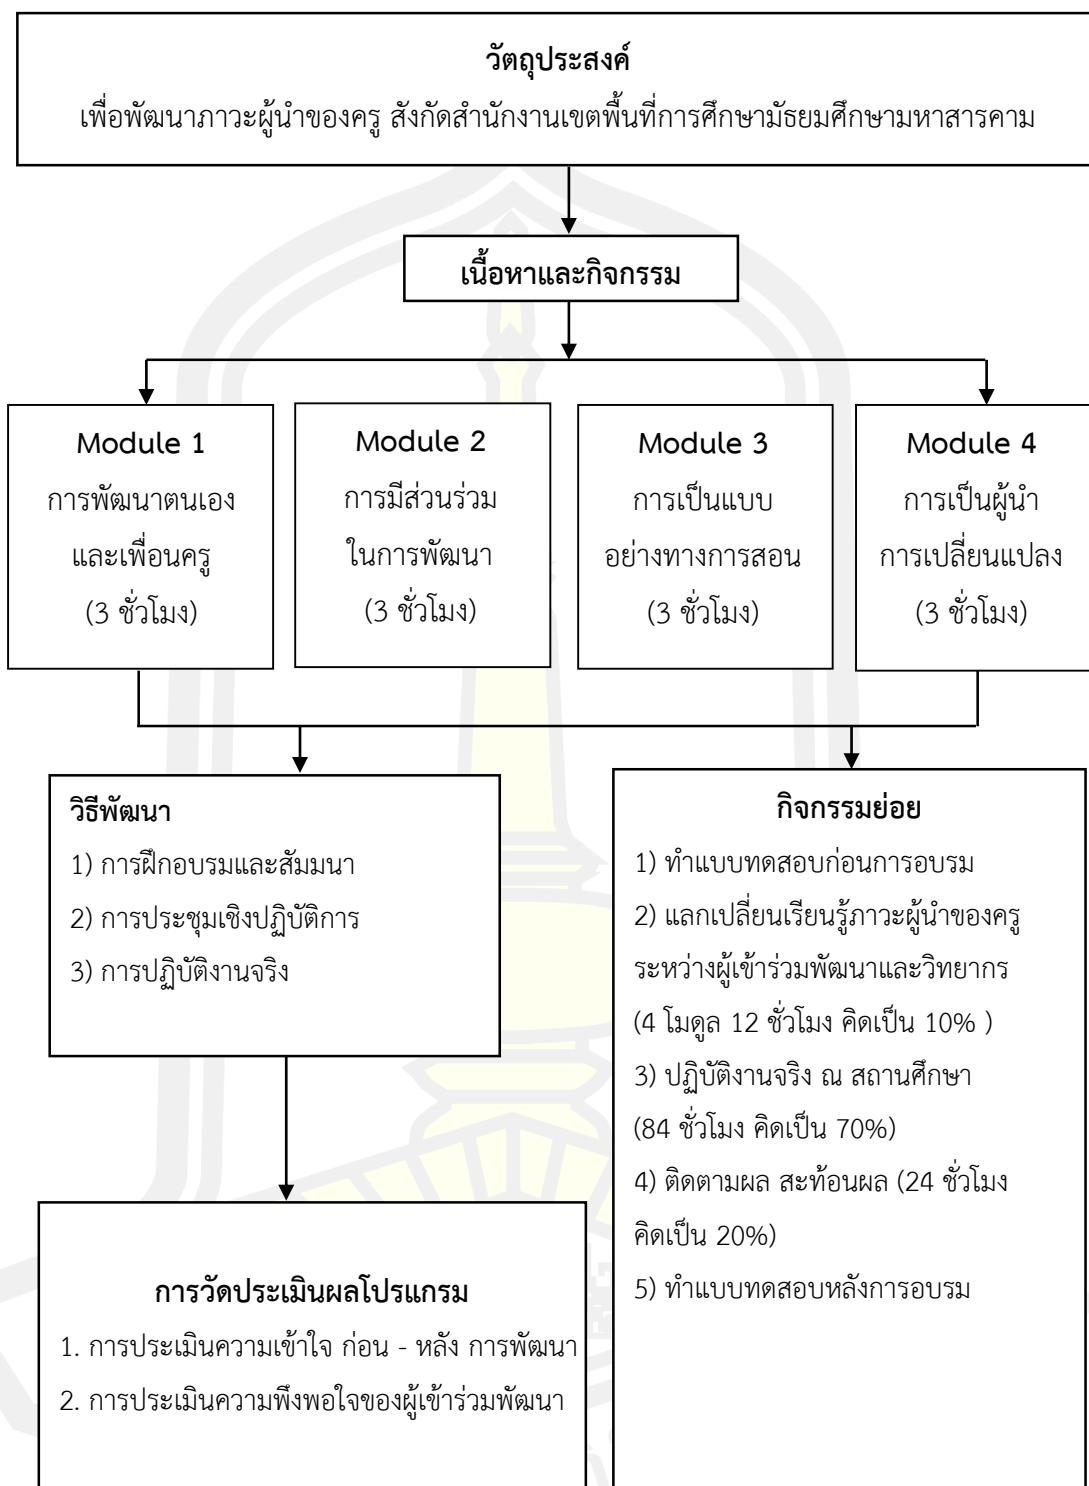 วัตถุประสงค์
เพื่อพัฒนาภาวะผู้นำของครู สังกัดสำนักงานเขตพื้นที่การศึกษามัธยมศึกษามหาสารคาม
เนื้อหาและกิจกรรม
Module 1
การพัฒนาตนเอง
และเพื่อนครู
(3 ชั่วโมง)
Module 2
การมีส่วนร่วม
ในการพัฒนา
(3 ชั่วโมง)
Module 3
การเป็นแบบ
อย่างทางการสอน
(3 ชั่วโมง)
Module 4
การเป็นผู้นำ
การเปลี่ยนแปลง
(3 ชั่วโมง)
วิธีพัฒนา
1) การฝึกอบรมและสัมมนา
2) การประชุมเชิงปฏิบัติการ
3) การปฏิบัติงานจริง
กิจกรรมย่อย
1) ทำแบบทดสอบก่อนการอบรม
2) แลกเปลี่ยนเรียนรู้ภาวะผู้นำของครู
ระหว่างผู้เข้าร่วมพัฒนาและวิทยากร
(4 โมดูล 12 ชั่วโมง คิดเป็น 10% )
3) ปฏิบัติงานจริง ณ สถานศึกษา
(84 ชั่วโมง คิดเป็น 70%)
4) ติดตามผล สะท้อนผล (24 ชั่วโมง
คิดเป็น 20%)
5) ทำแบบทดสอบหลังการอบรม
การวัดประเมินผลโปรแกรม
1. การประเมินความเข้าใจ ก่อน - หลัง การพัฒนา
2. การประเมินความพึงพอใจของผู้เข้าร่วมพัฒนา